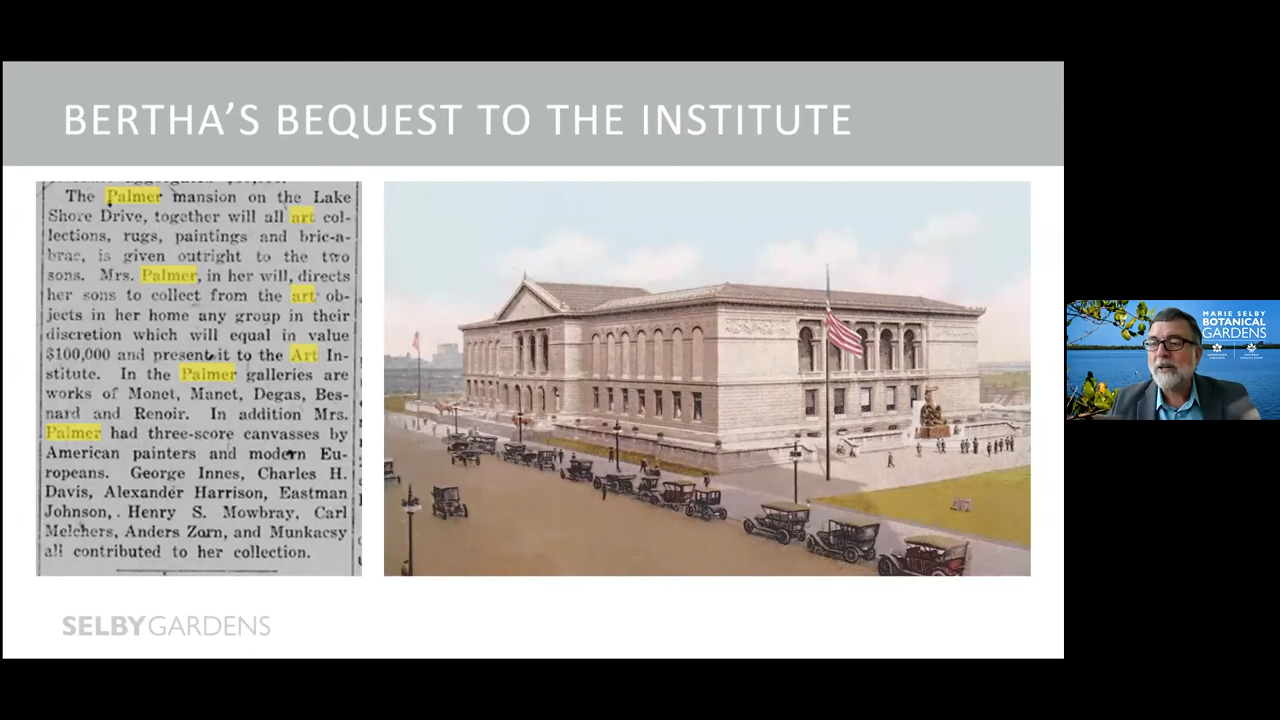 BERTHA'S BEQUEST TO THE INSTITUTE
The Palmer mansion on the Lake
Shore Drive, together will all art col-
lections, rugs, paintings and bric-a-
brac, is given outright to the two
sons. Mrs. Palmer, in her will, directs
her sons to collect from the art ob-
jects in her home any group in their
discretion which will equal in value
$100,000 and present it to the Art In-
stitute. In the Palmer galleries are
works of Monet, Manet, Degas, Bes-
nard and Renoir. In addition Mrs.
Palmer had three-score canvasses by
American painters and modern Eu-
ropeans. George Innes, Charles H.
Davis, Alexander Harrison, Eastman
Johnson, Henry S. Mowbray, Carl
Melchers, Anders Zorn, and Munkacsy
all contributed to her collection.
SELBY GARDENS
MARIE SELBY
BOTANICAL
GARDENS